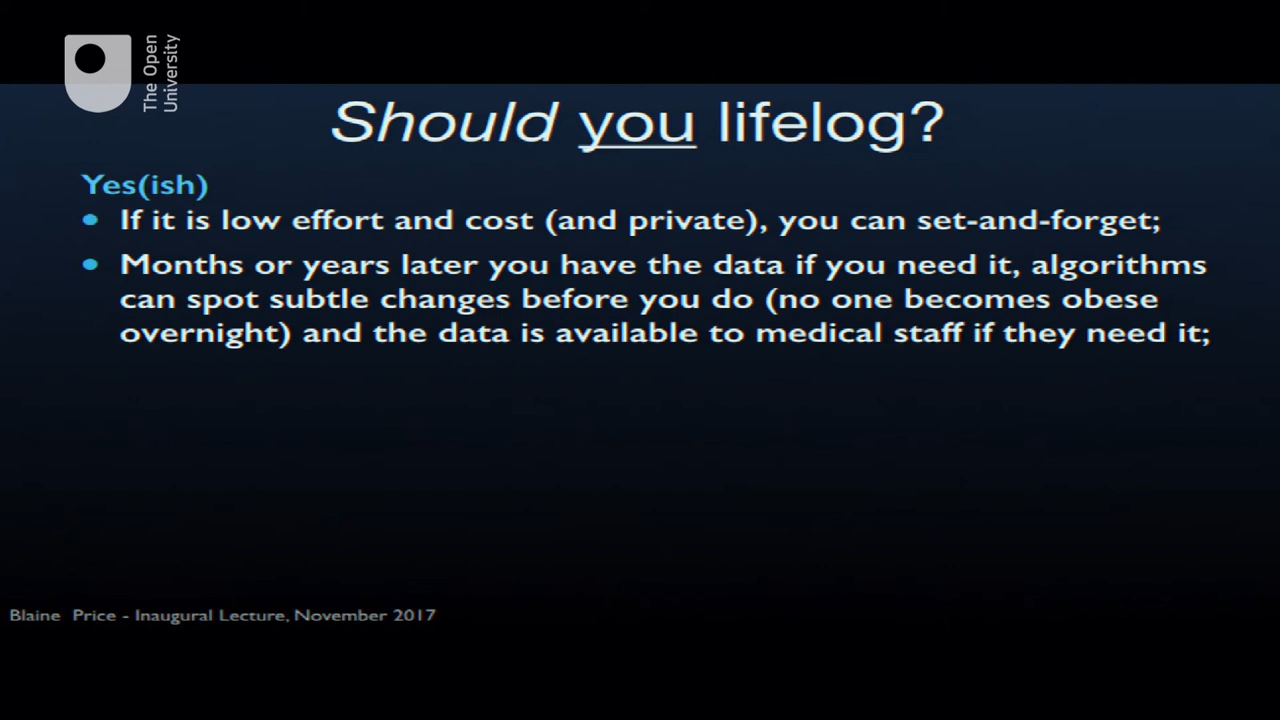 The Open
University
Should you lifelog?
Yes(ish)
• If it is low effort and cost (and private), you can set-and-forget;
• Months or years later you have the data if you need it, algorithms
can spot subtle changes before you do (no one becomes obese
overnight) and the data is available to medical staff if they need it;
Blaine Price - Inaugural Lecture, November 2017